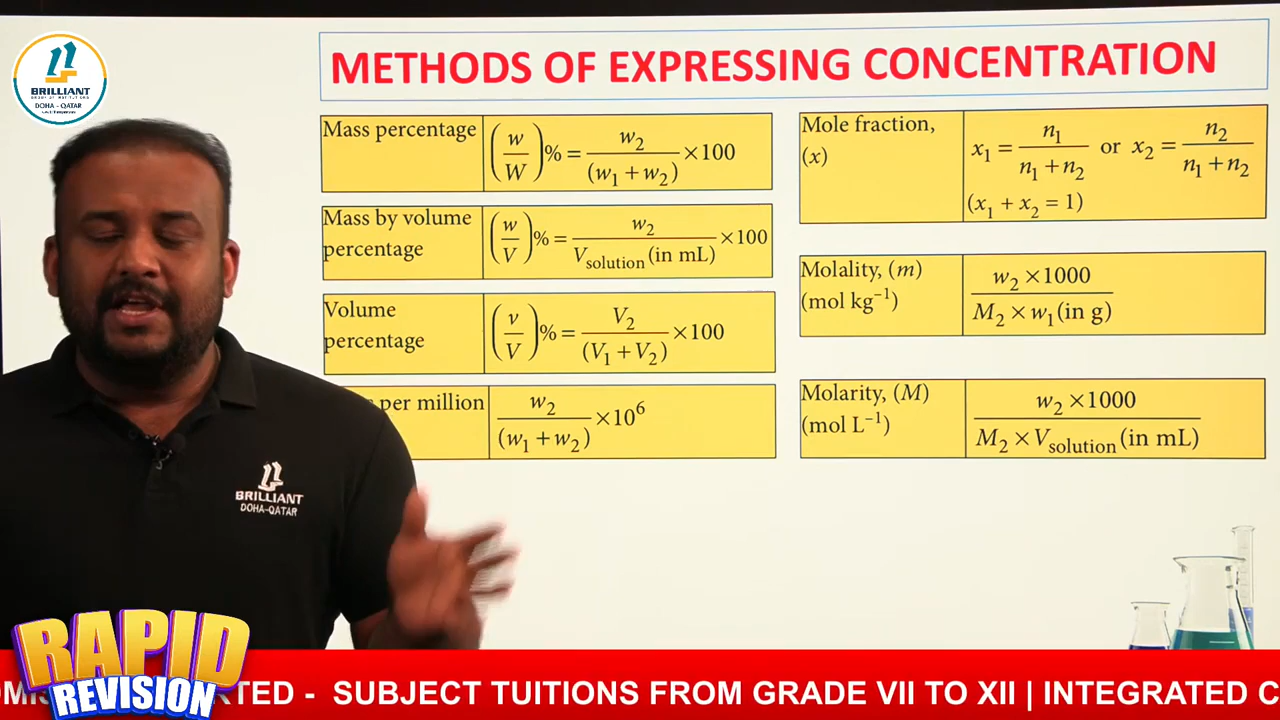 BRILLIANT
GROUP OF INSTITUTIONS
DOHA - QATAR
METHODS OF EXPRESSING CONCENTRATION
Mass percentage (w/W)% = w₂/(w₁ + w₂) ×100
Mass by volume
percentage (w/V)% = w₂/V_solution (in mL) ×100
Volume
percentage (v/V)% = V₂/(V₁ + V₂) ×100
per million w₂/(w₁ + w₂) ×10⁶
Mole fraction,
(x) x₁ = n₁/(n₁ + n₂) or x₂ = n₂/(n₁ + n₂)
(x₁ + x₂ = 1)
Molality, (m)
(mol kg⁻¹) w₂ ×1000/M₂ × w₁(in g)
Molarity, (M)
(mol L⁻¹) w₂ ×1000/M₂ × V_solution (in mL)
BRILLIANT
DOHA-QATAR
RAPID
REVISION
RTED - SUBJECT TUITIONS FROM GRADE VII TO XII | INTEGRATED C